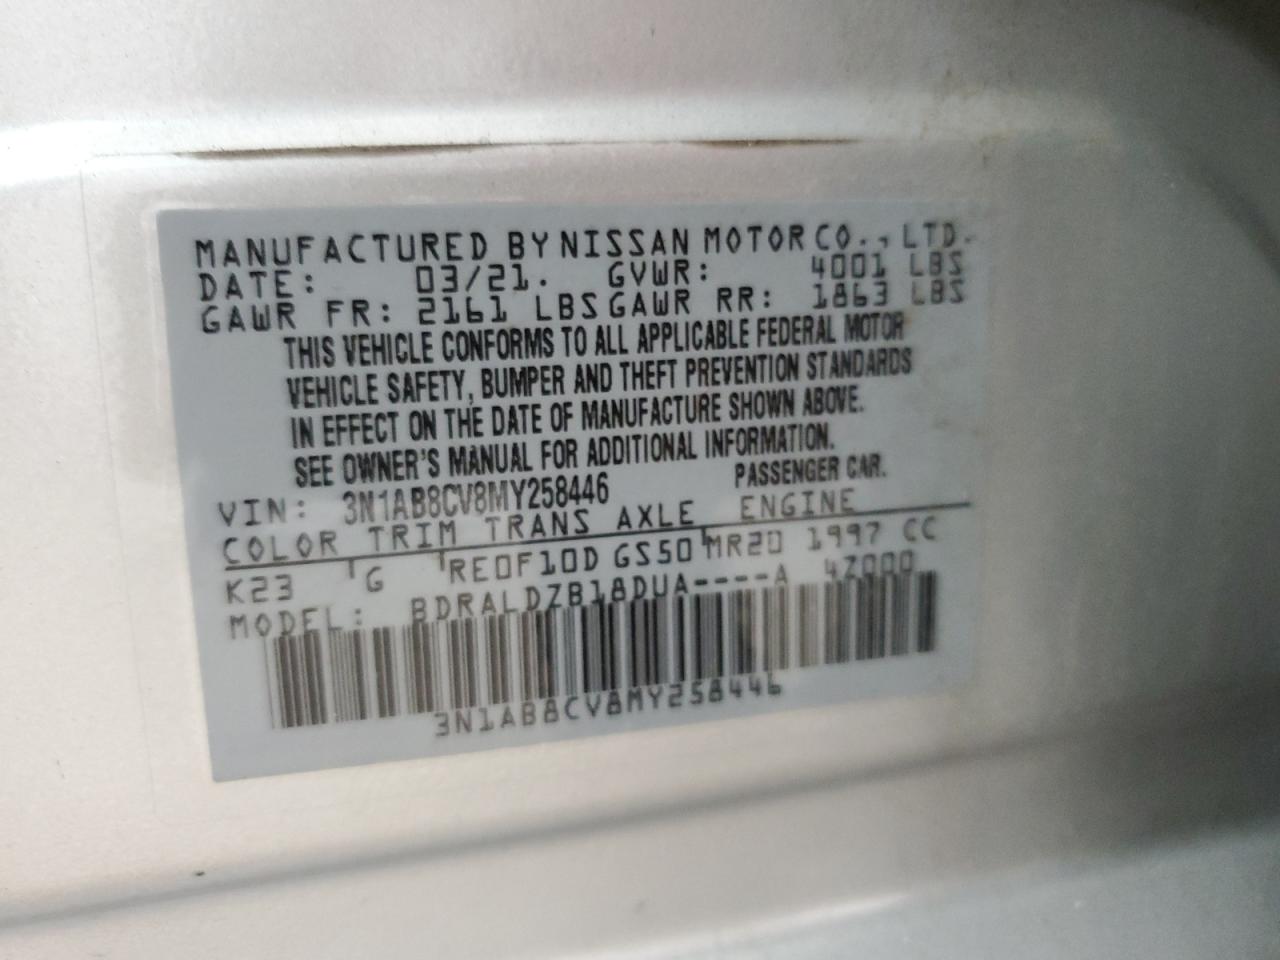 MANUFACTURED BY NISSAN MOTOR CO., LTD.
DATE: 03/21. GVWR: 4001 LBS
GAWR FR: 2161 LBS GAWR RR: 1863 LBS
THIS VEHICLE CONFORMS TO ALL APPLICABLE FEDERAL MOTOR
VEHICLE SAFETY, BUMPER AND THEFT PREVENTION STANDARDS
IN EFFECT ON THE DATE OF MANUFACTURE SHOWN ABOVE.
SEE OWNER'S MANUAL FOR ADDITIONAL INFORMATION.
VIN: 3N1AB8CV8MY258446 PASSENGER CAR.
COLOR TRIM TRANS AXLE ENGINE
K23 G RE0F10D GS50 MR20 1997 CC
MODEL: BDRALDZB18DUA----A 4Z000
3N1AB8CV8MY258446